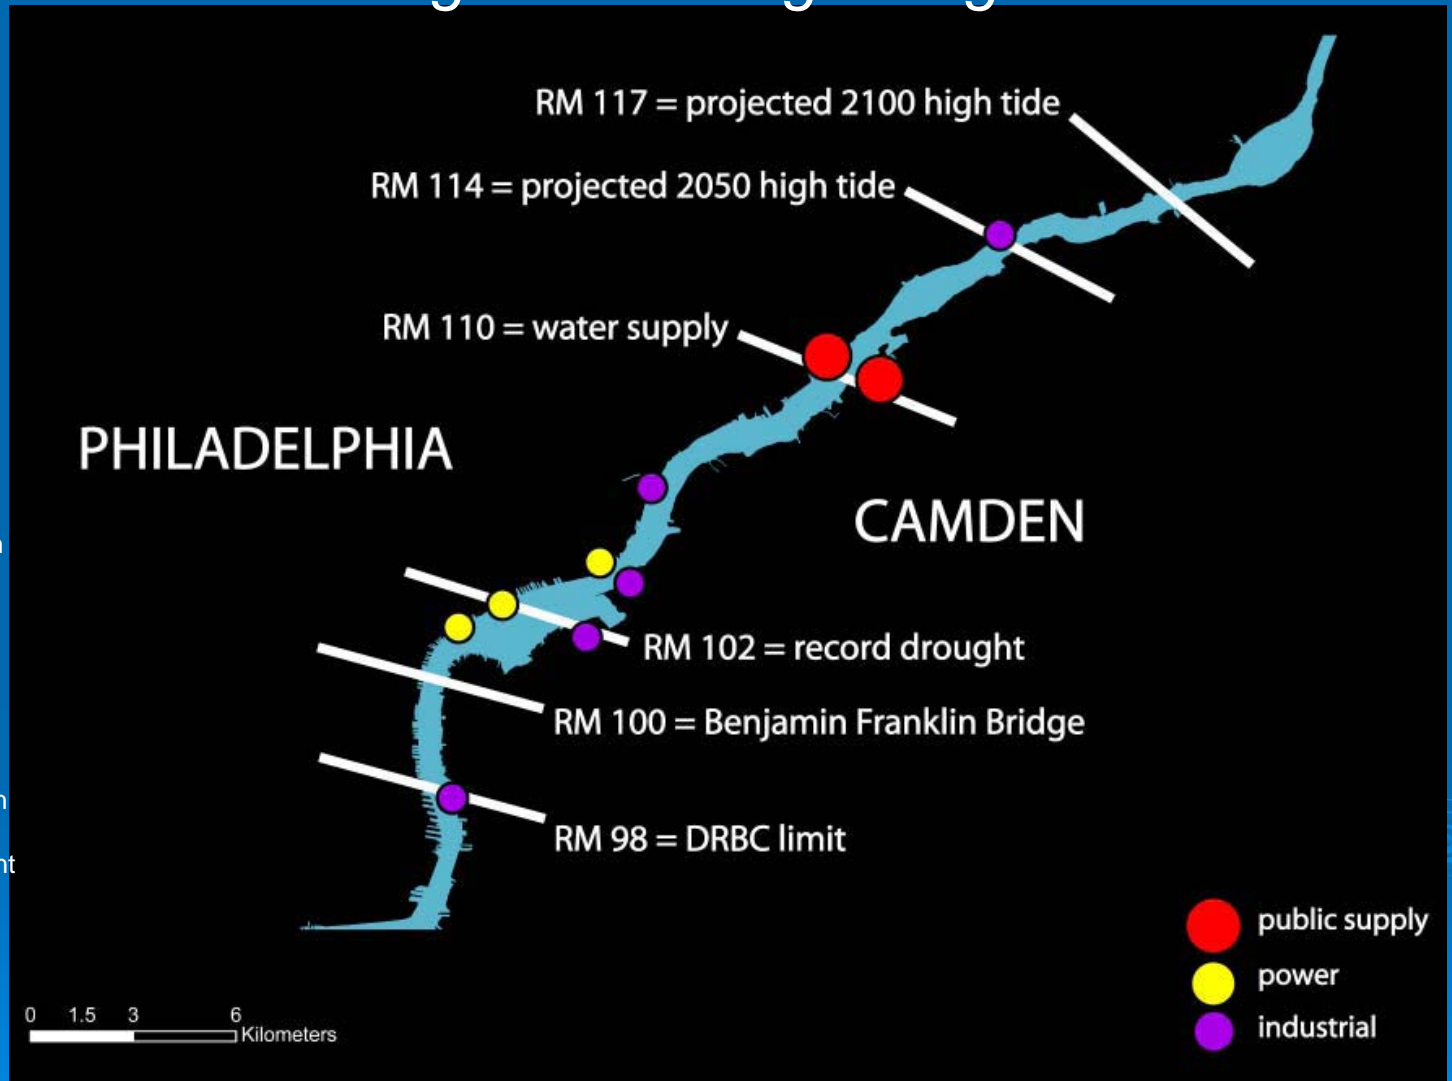 RM 117 = projected 2100 high tide
RM 114 = projected 2050 high tide
RM 110 = water supply
PHILADELPHIA
CAMDEN
RM 102 = record drought
RM 100 = Benjamin Franklin Bridge
RM 98 = DRBC limit
public supply
power
industrial
0 1.5 3 6
Kilometers